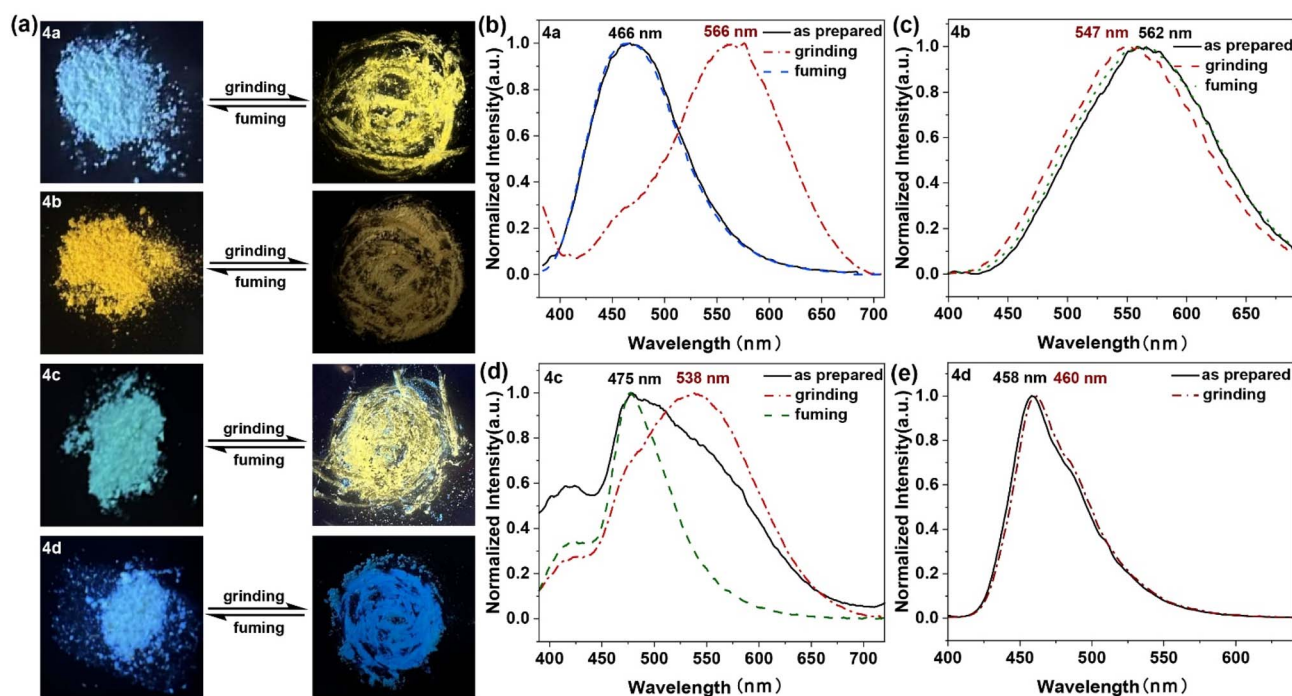 (a)
4a
grinding
fuming
4b
grinding
fuming
4c
grinding
fuming
4d
grinding
fuming
(b)
4a
466 nm
566 nm
as prepared
grinding
fuming
Normalized Intensity(a.u.)
1.0
0.8
0.6
0.4
0.2
0.0
400 450 500 550 600 650 700
Wavelength(nm)
(c)
4b
547 nm 562 nm
as prepared
grinding
fuming
Normalized Intensity(a.u.)
1.0
0.8
0.6
0.4
0.2
0.0
400 450 500 550 600 650
Wavelength(nm)
(d)
4c
475 nm
538 nm
as prepared
grinding
fuming
Normalized Intensity(a.u.)
1.0
0.8
0.6
0.4
0.2
0.0
400 450 500 550 600 650 700
Wavelength(nm)
(e)
4d
458 nm 460 nm
as prepared
grinding
Normalized Intensity(a.u.)
1.0
0.8
0.6
0.4
0.2
0.0
400 450 500 550 600
Wavelength(nm)